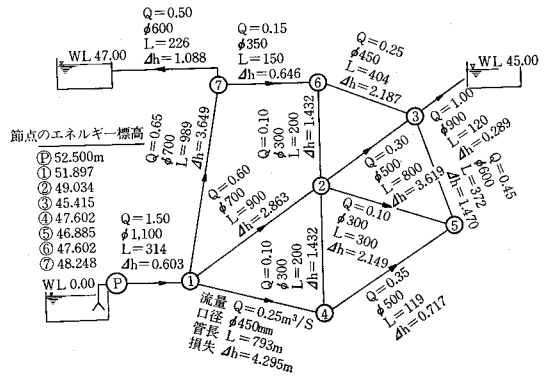 Q=0.50
φ600
L=226
Δh=1.088
Q=0.15
φ350
L=150
Δh=0.646
Q=0.25
φ450
L=404
Δh=2.187
WL 47.00
WL 45.00
⑦
⑥
③
Q=1.00
φ900
L=120
Δh=0.289
節点のエネルギー標高
Ⓟ 52.500m
① 51.897
② 49.034
③ 45.415
④ 47.602
⑤ 46.885
⑥ 47.602
⑦ 48.248
Q=0.65
φ700
L=989
Δh=3.649
Q=0.10
φ300
L=200
Δh=1.432
Q=0.60
φ700
L=900
Δh=2.863
②
Q=0.30
φ500
L=800
Δh=3.619
Q=0.45
φ600
L=372
Δh=1.470
Q=0.10
φ300
L=300
Δh=2.149
⑤
Q=1.50
φ1,100
L=314
Δh=0.603
Q=0.10
φ300
L=200
Δh=1.432
WL 0.00
Ⓟ
①
④
流量 Q=0.25m³/S
口径 φ450mm
管長 L=793m
損失 Δh=4.295m
Q=0.35
φ500
L=119
Δh=0.717